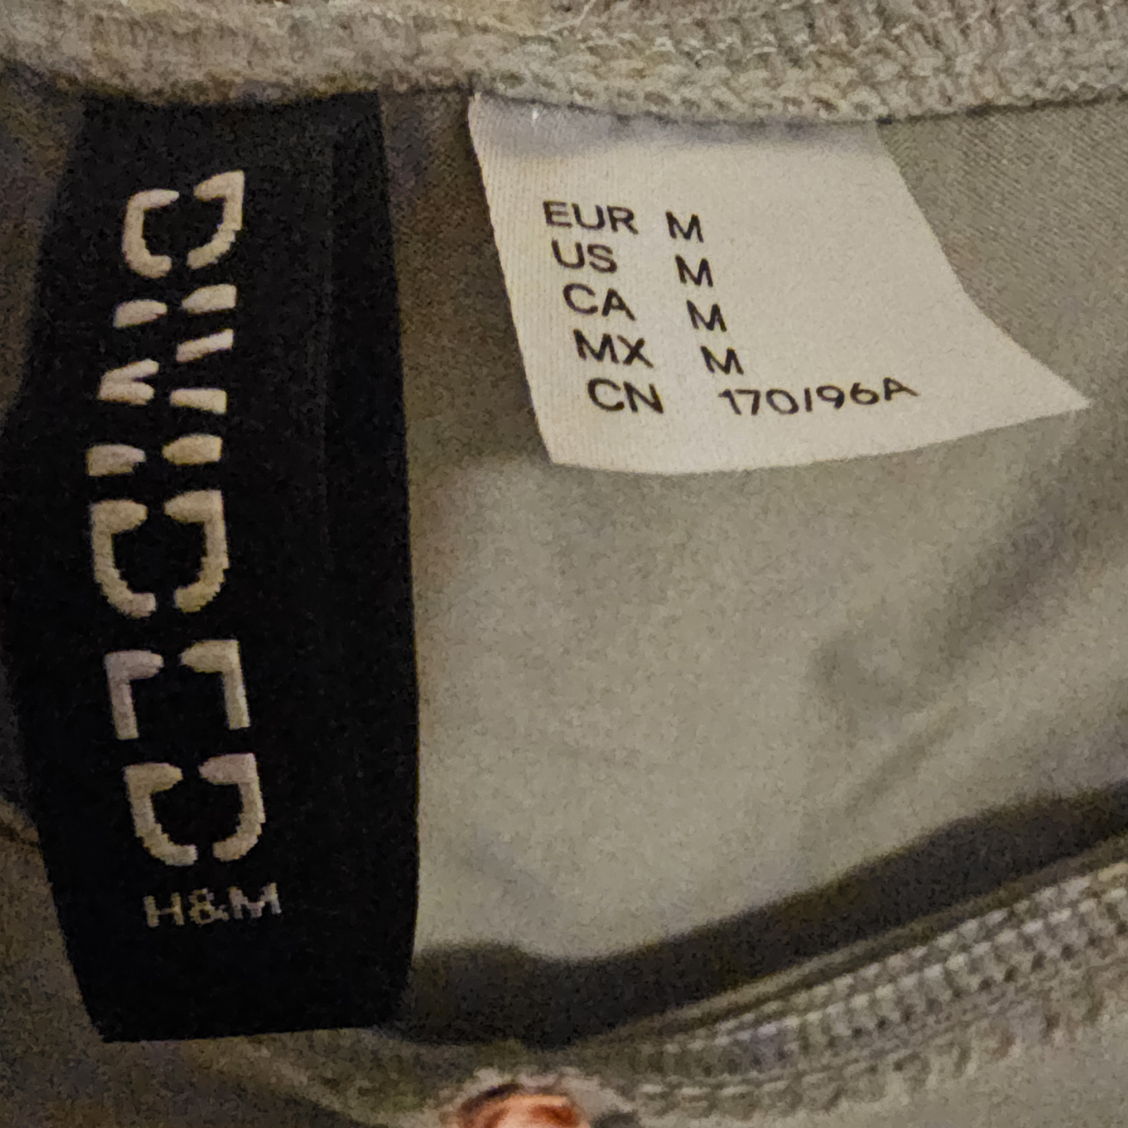 DIVIDED
H&M
EUR M
US M
CA M
MX M
CN 170/96A